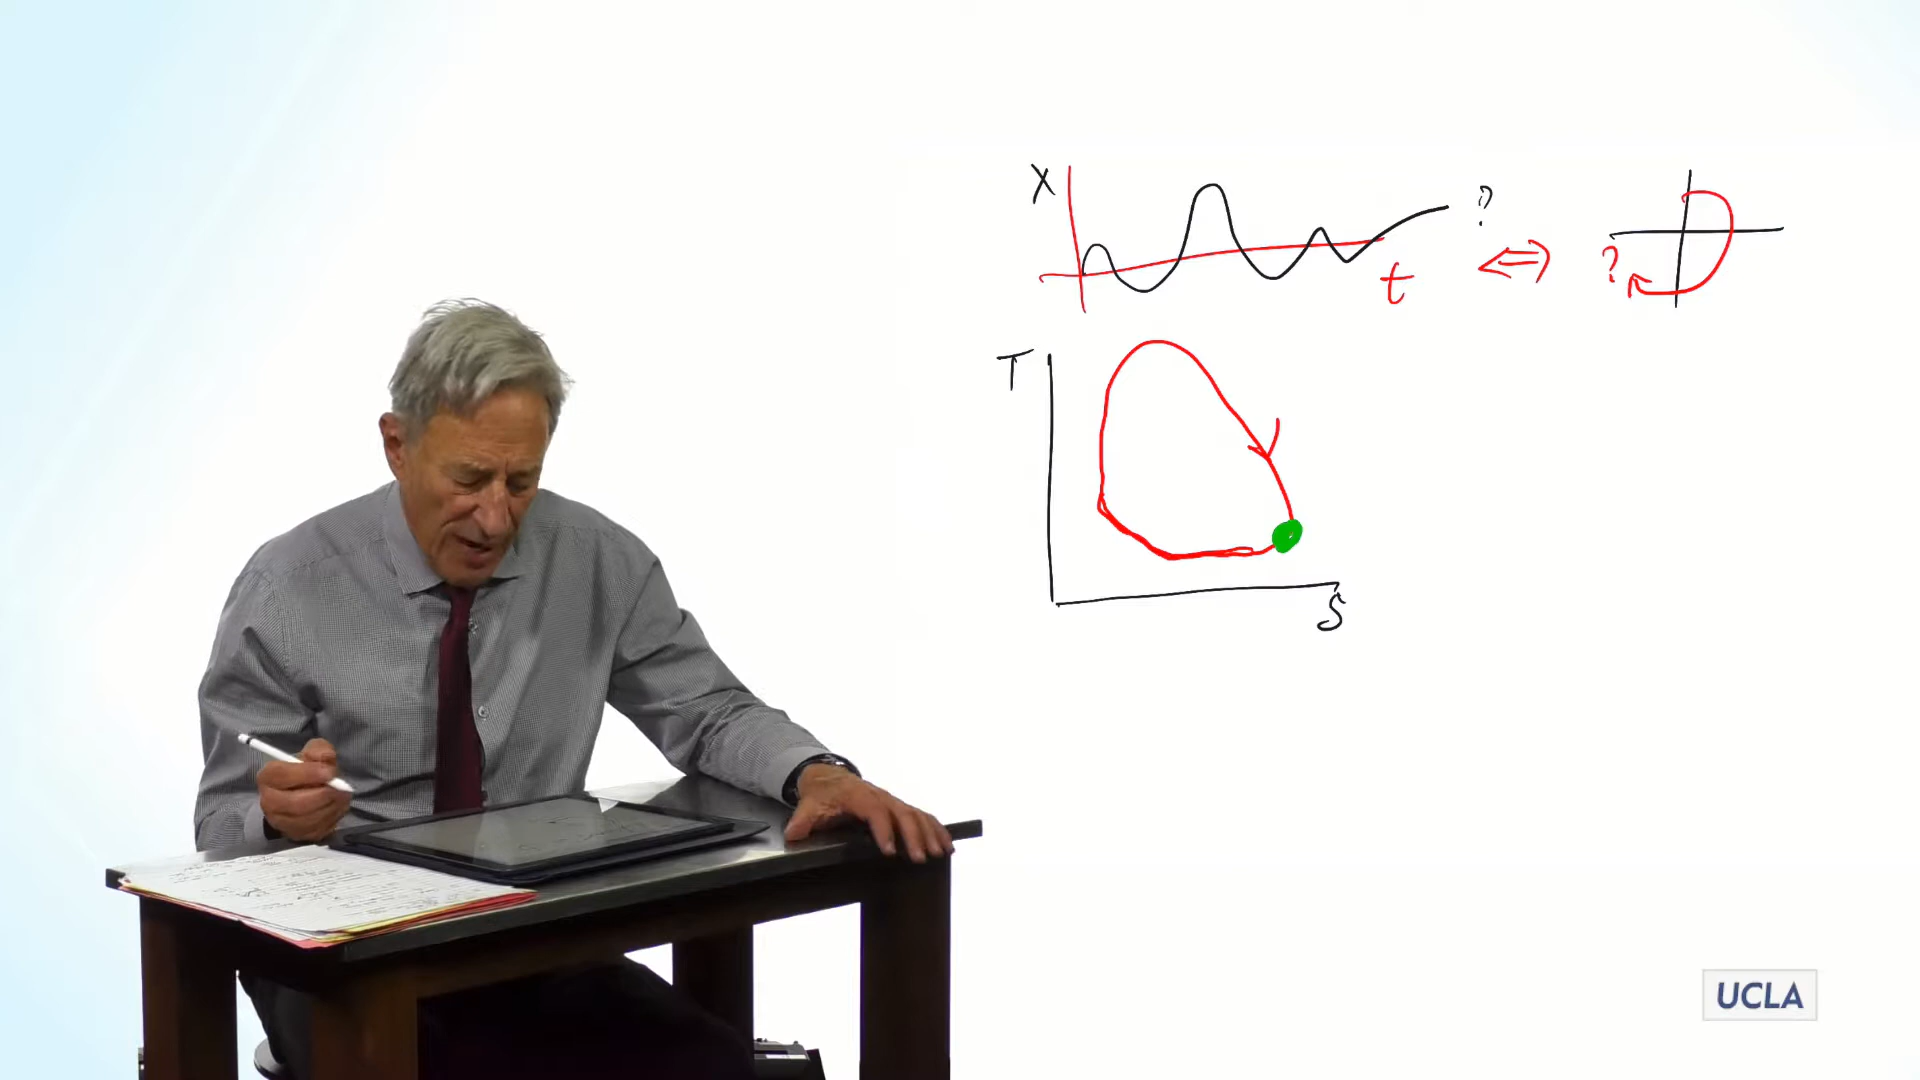 X ?
t ⇔ ?
T
S
UCLA